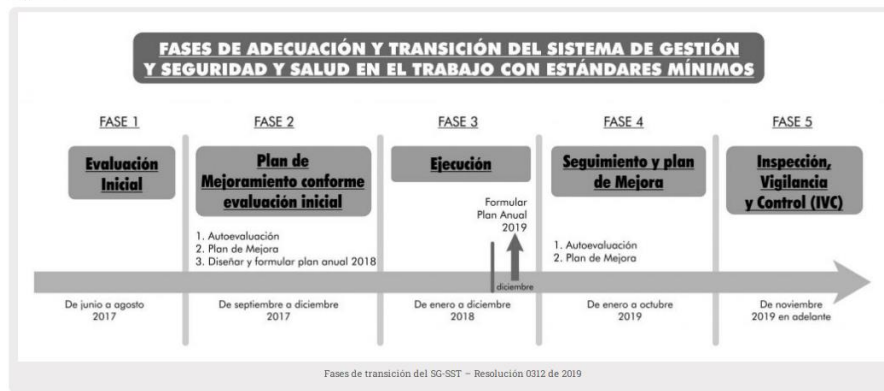 FASES DE ADECUACIÓN Y TRANSICIÓN DEL SISTEMA DE GESTIÓN
Y SEGURIDAD Y SALUD EN EL TRABAJO CON ESTÁNDARES MÍNIMOS
FASE 1
Evaluación
Inicial
De junio a agosto
2017
FASE 2
Plan de
Mejoramiento conforme
evaluación inicial
1. Autoevaluación
2. Plan de Mejora
3. Diseñar y formular plan anual 2018
De septiembre a diciembre
2017
FASE 3
Ejecución
Formular
Plan Anual
2019
diciembre
De enero a diciembre
2018
FASE 4
Seguimiento y plan
de Mejora
1. Autoevaluación
2. Plan de Mejora
De enero a octubre
2019
FASE 5
Inspección,
Vigilancia
y Control (IVC)
De noviembre
2019 en adelante
Fases de transición del SG-SST – Resolución 0312 de 2019